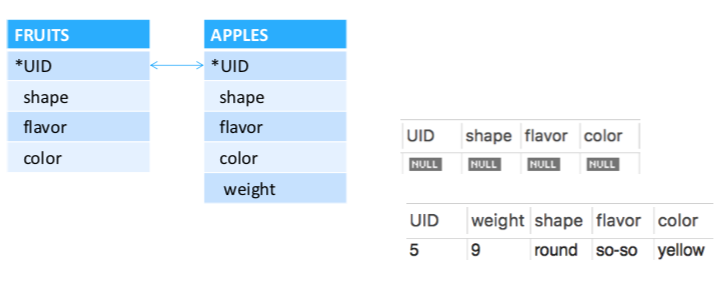 FRUITS
*UID
shape
flavor
color
APPLES
*UID
shape
flavor
color
weight
UID shape flavor color
NULL NULL NULL NULL
UID weight shape flavor color
5 9 round so-so yellow